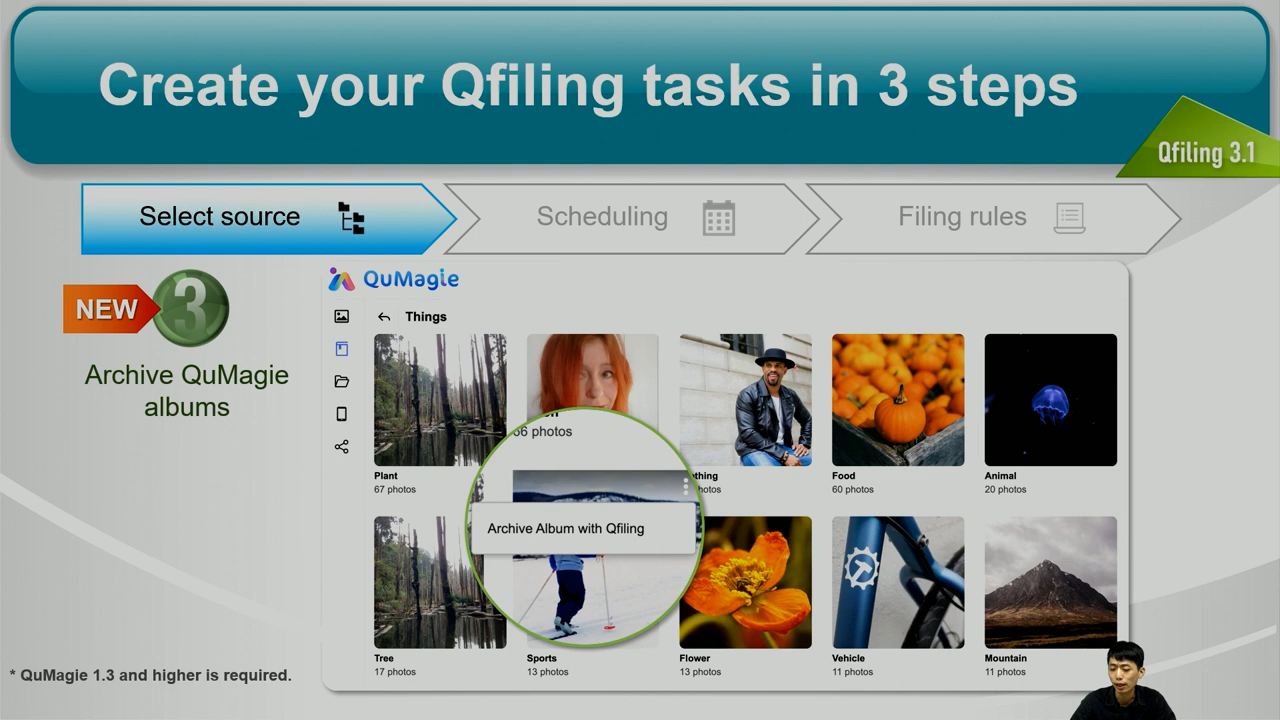 Create your Qfiling tasks in 3 steps
Qfiling 3.1
Select source
Scheduling
Filing rules
NEW
3
Archive QuMagie
albums
QuMagie
Things
Plant
67 photos
66 photos
Food
60 photos
Animal
20 photos
Archive Album with Qfiling
Tree
17 photos
Sports
13 photos
Flower
13 photos
Vehicle
11 photos
Mountain
11 photos
* QuMagie 1.3 and higher is required.